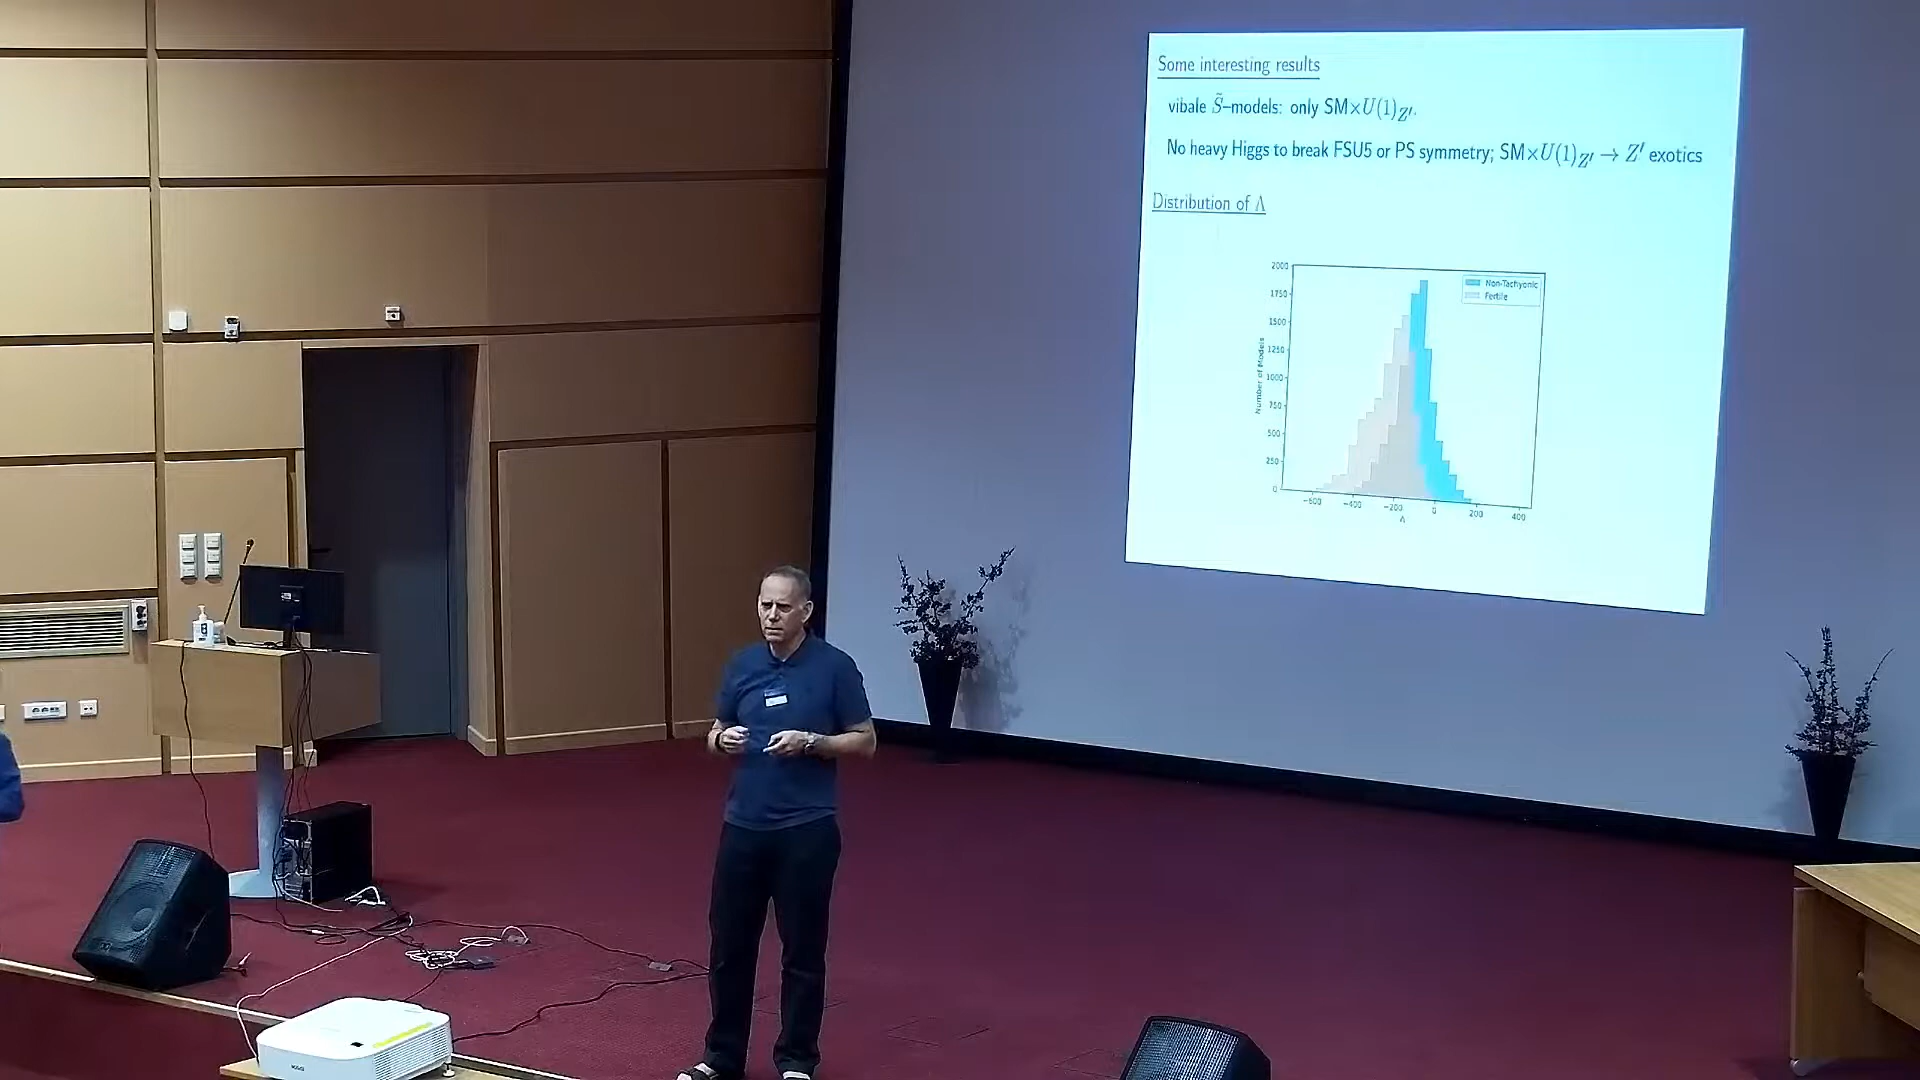 Some interesting results
vibale S̃–models: only SM×U(1)_{Z′}.
No heavy Higgs to break FSU5 or PS symmetry; SM×U(1)_{Z′} → Z′ exotics
Distribution of Λ
Non-Tachyonic
Fertile
Number of Models
2000
1750
1500
1250
1000
750
500
250
0
−600 −400 −200 0 200 400
Λ